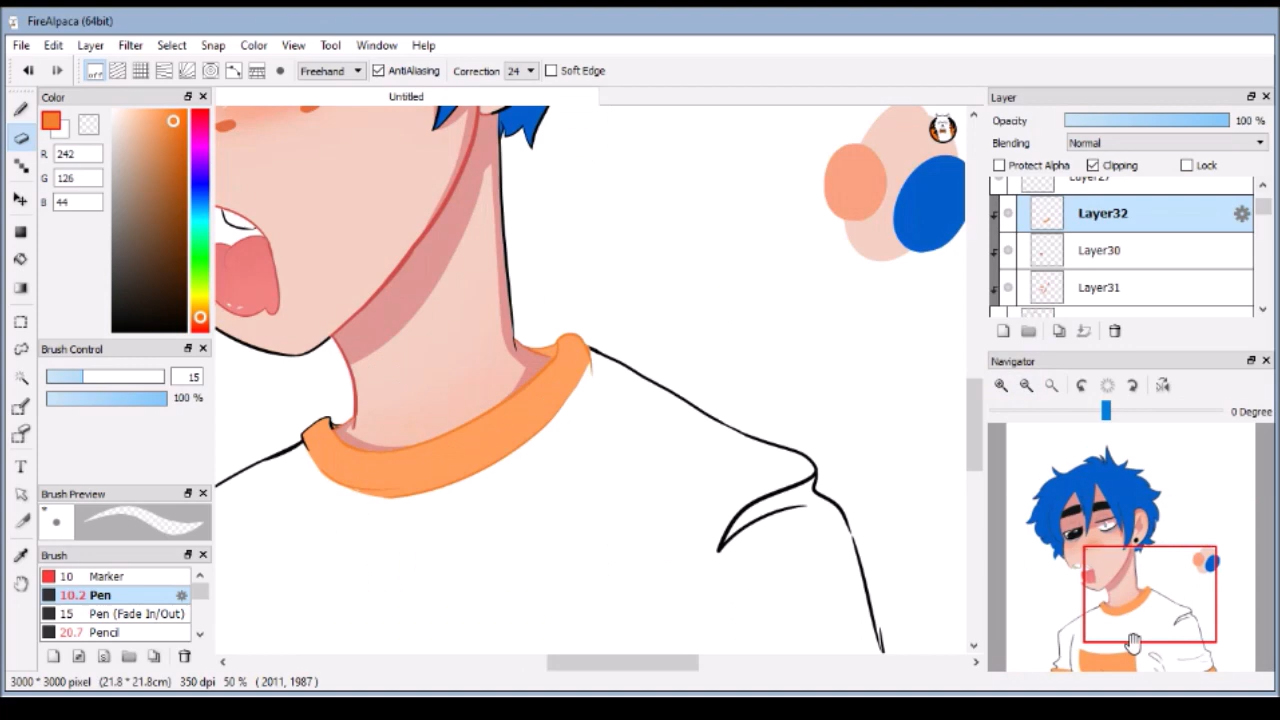 FireAlpaca (64bit)
File Edit Layer Filter Select Snap Color View Tool Window Help
off Freehand AntiAliasing Correction 24 Soft Edge
Color
R 242
G 126
B 44
Brush Control
15
100 %
Brush Preview
Brush
10 Marker
10.2 Pen
15 Pen (Fade In/Out)
20.7 Pencil
Untitled
Layer
Opacity 100 %
Blending Normal
Protect Alpha Clipping Lock
Layer27
Layer32
Layer30
Layer31
Navigator
0 Degree
3000 * 3000 pixel (21.8 * 21.8cm) 350 dpi 50 % ( 2011, 1987 )